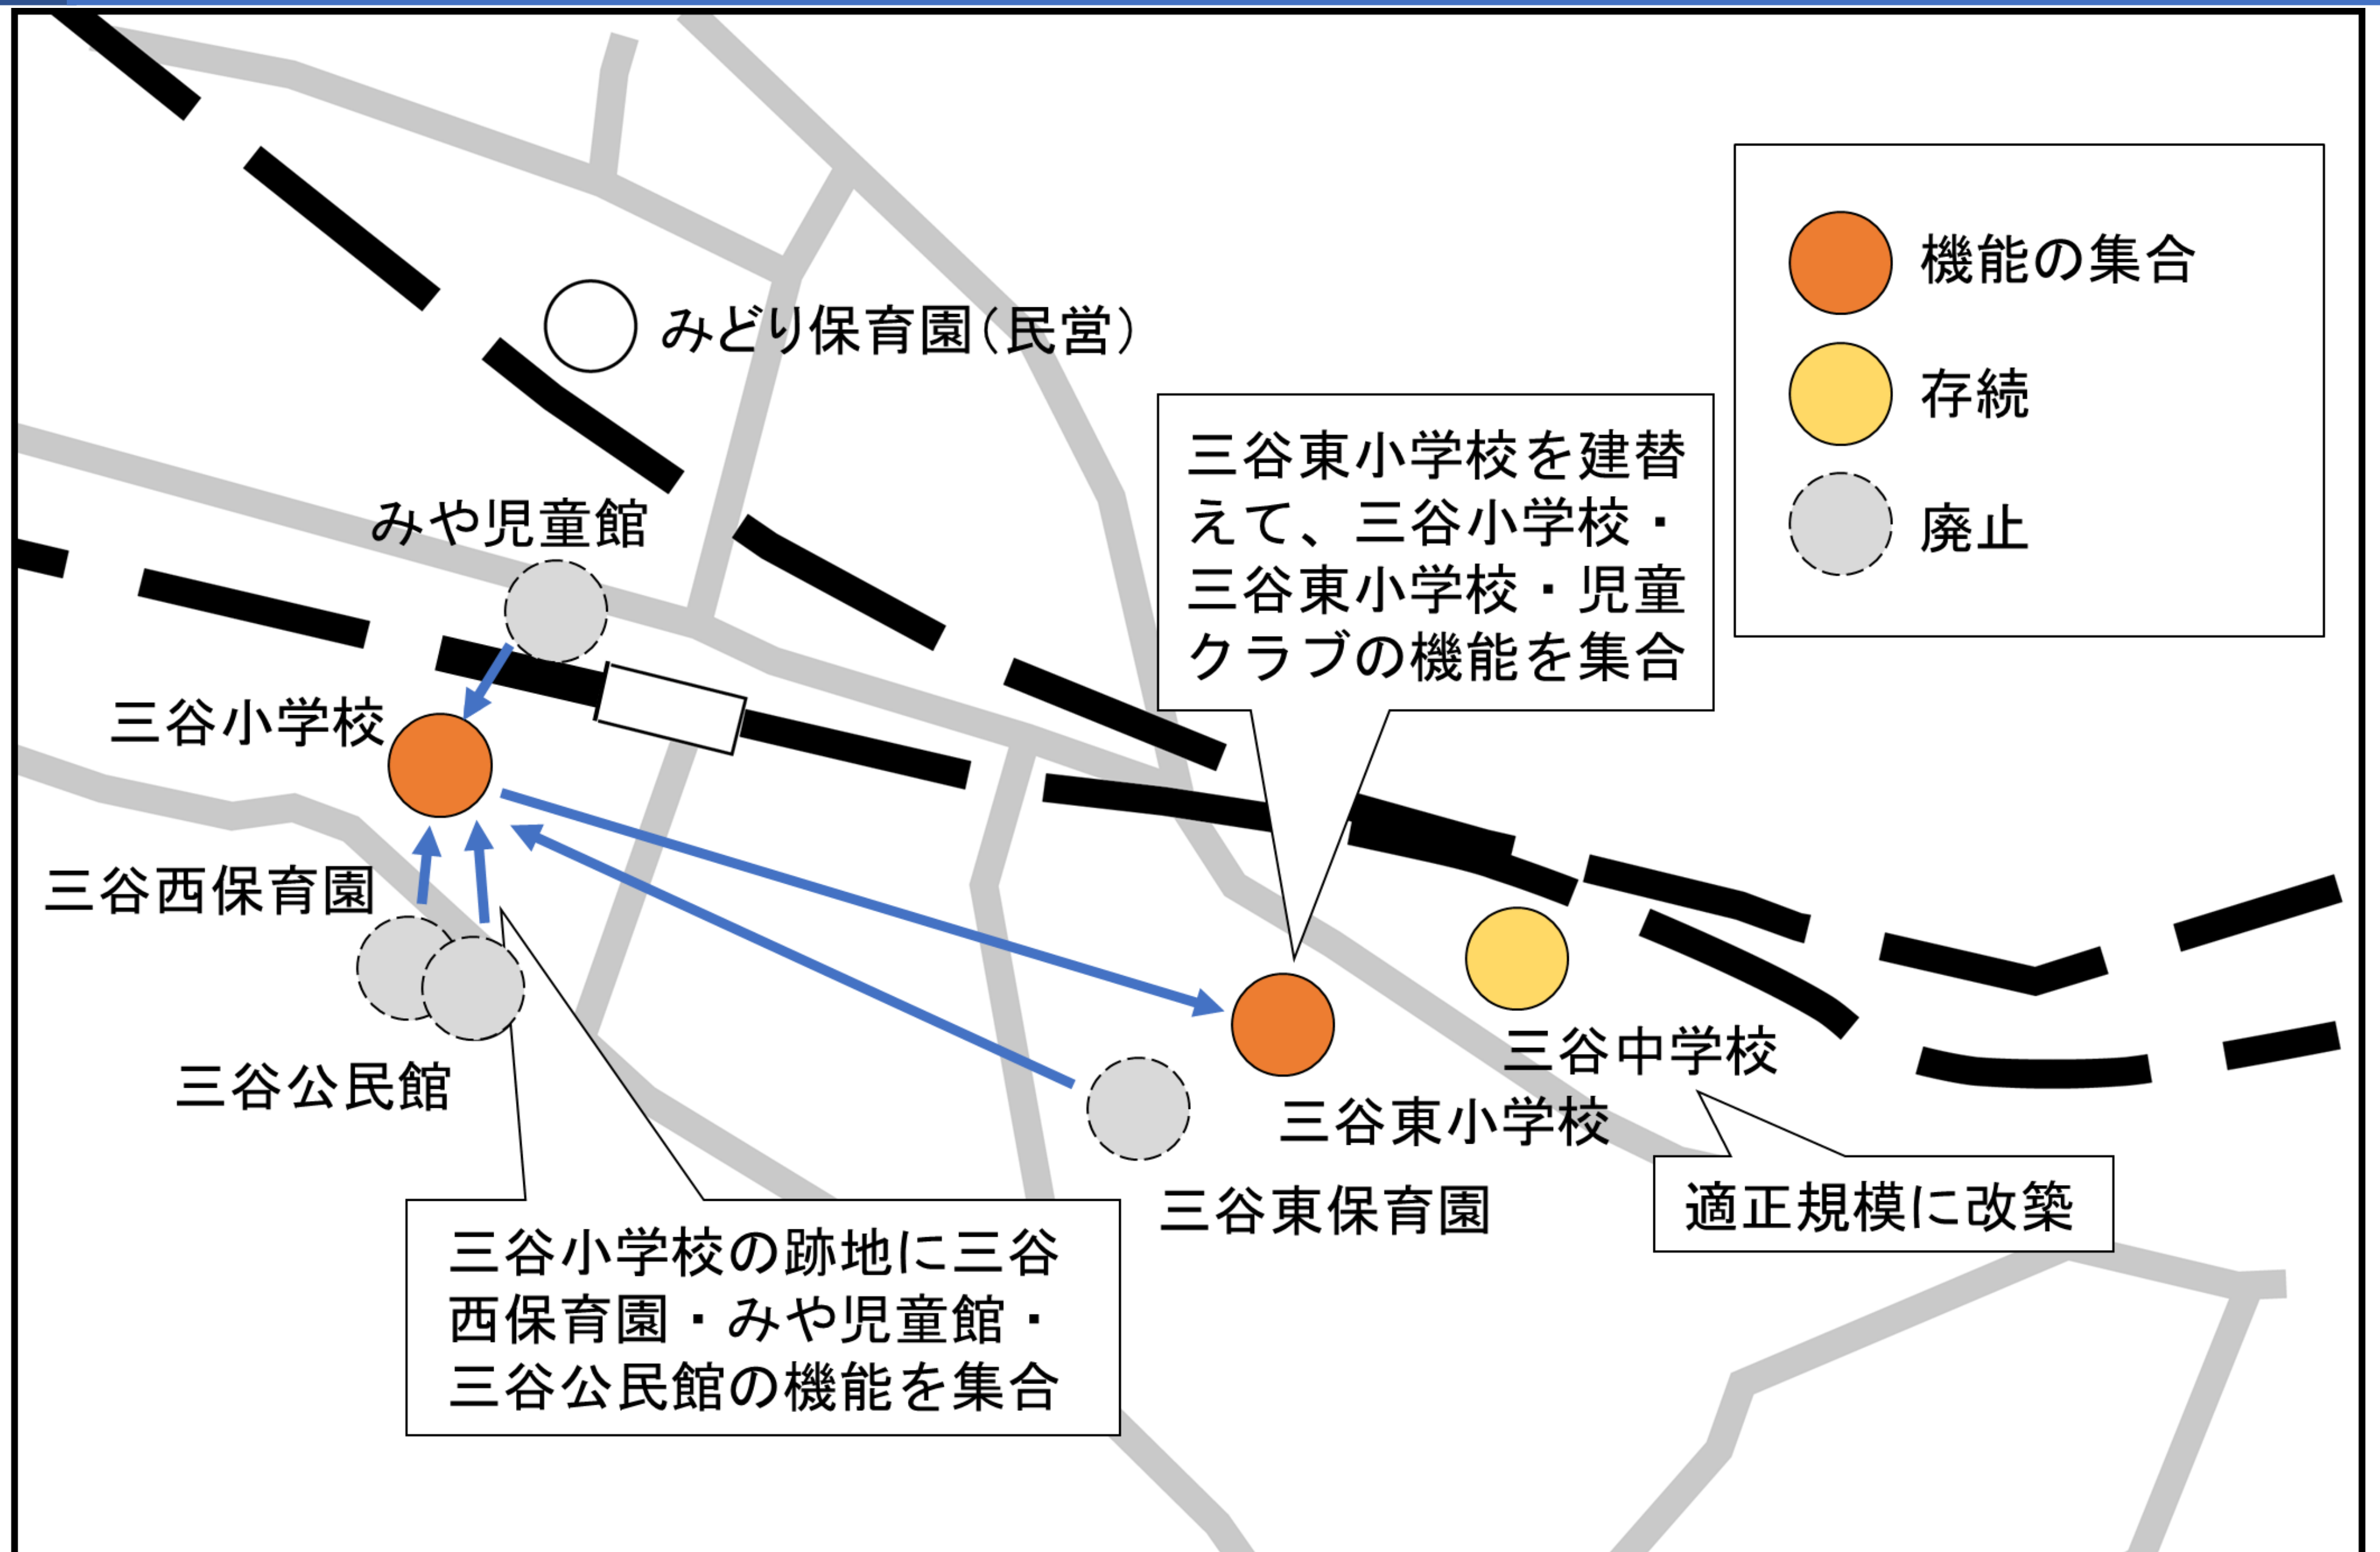 機能の集合
存続
廃止
みどり保育園（民営）
三谷東小学校を建替
えて、三谷小学校・
三谷東小学校・児童
クラブの機能を集合
みや児童館
三谷小学校
三谷西保育園
三谷公民館
三谷中学校
三谷東小学校
三谷東保育園
適正規模に改築
三谷小学校の跡地に三谷
西保育園・みや児童館・
三谷公民館の機能を集合